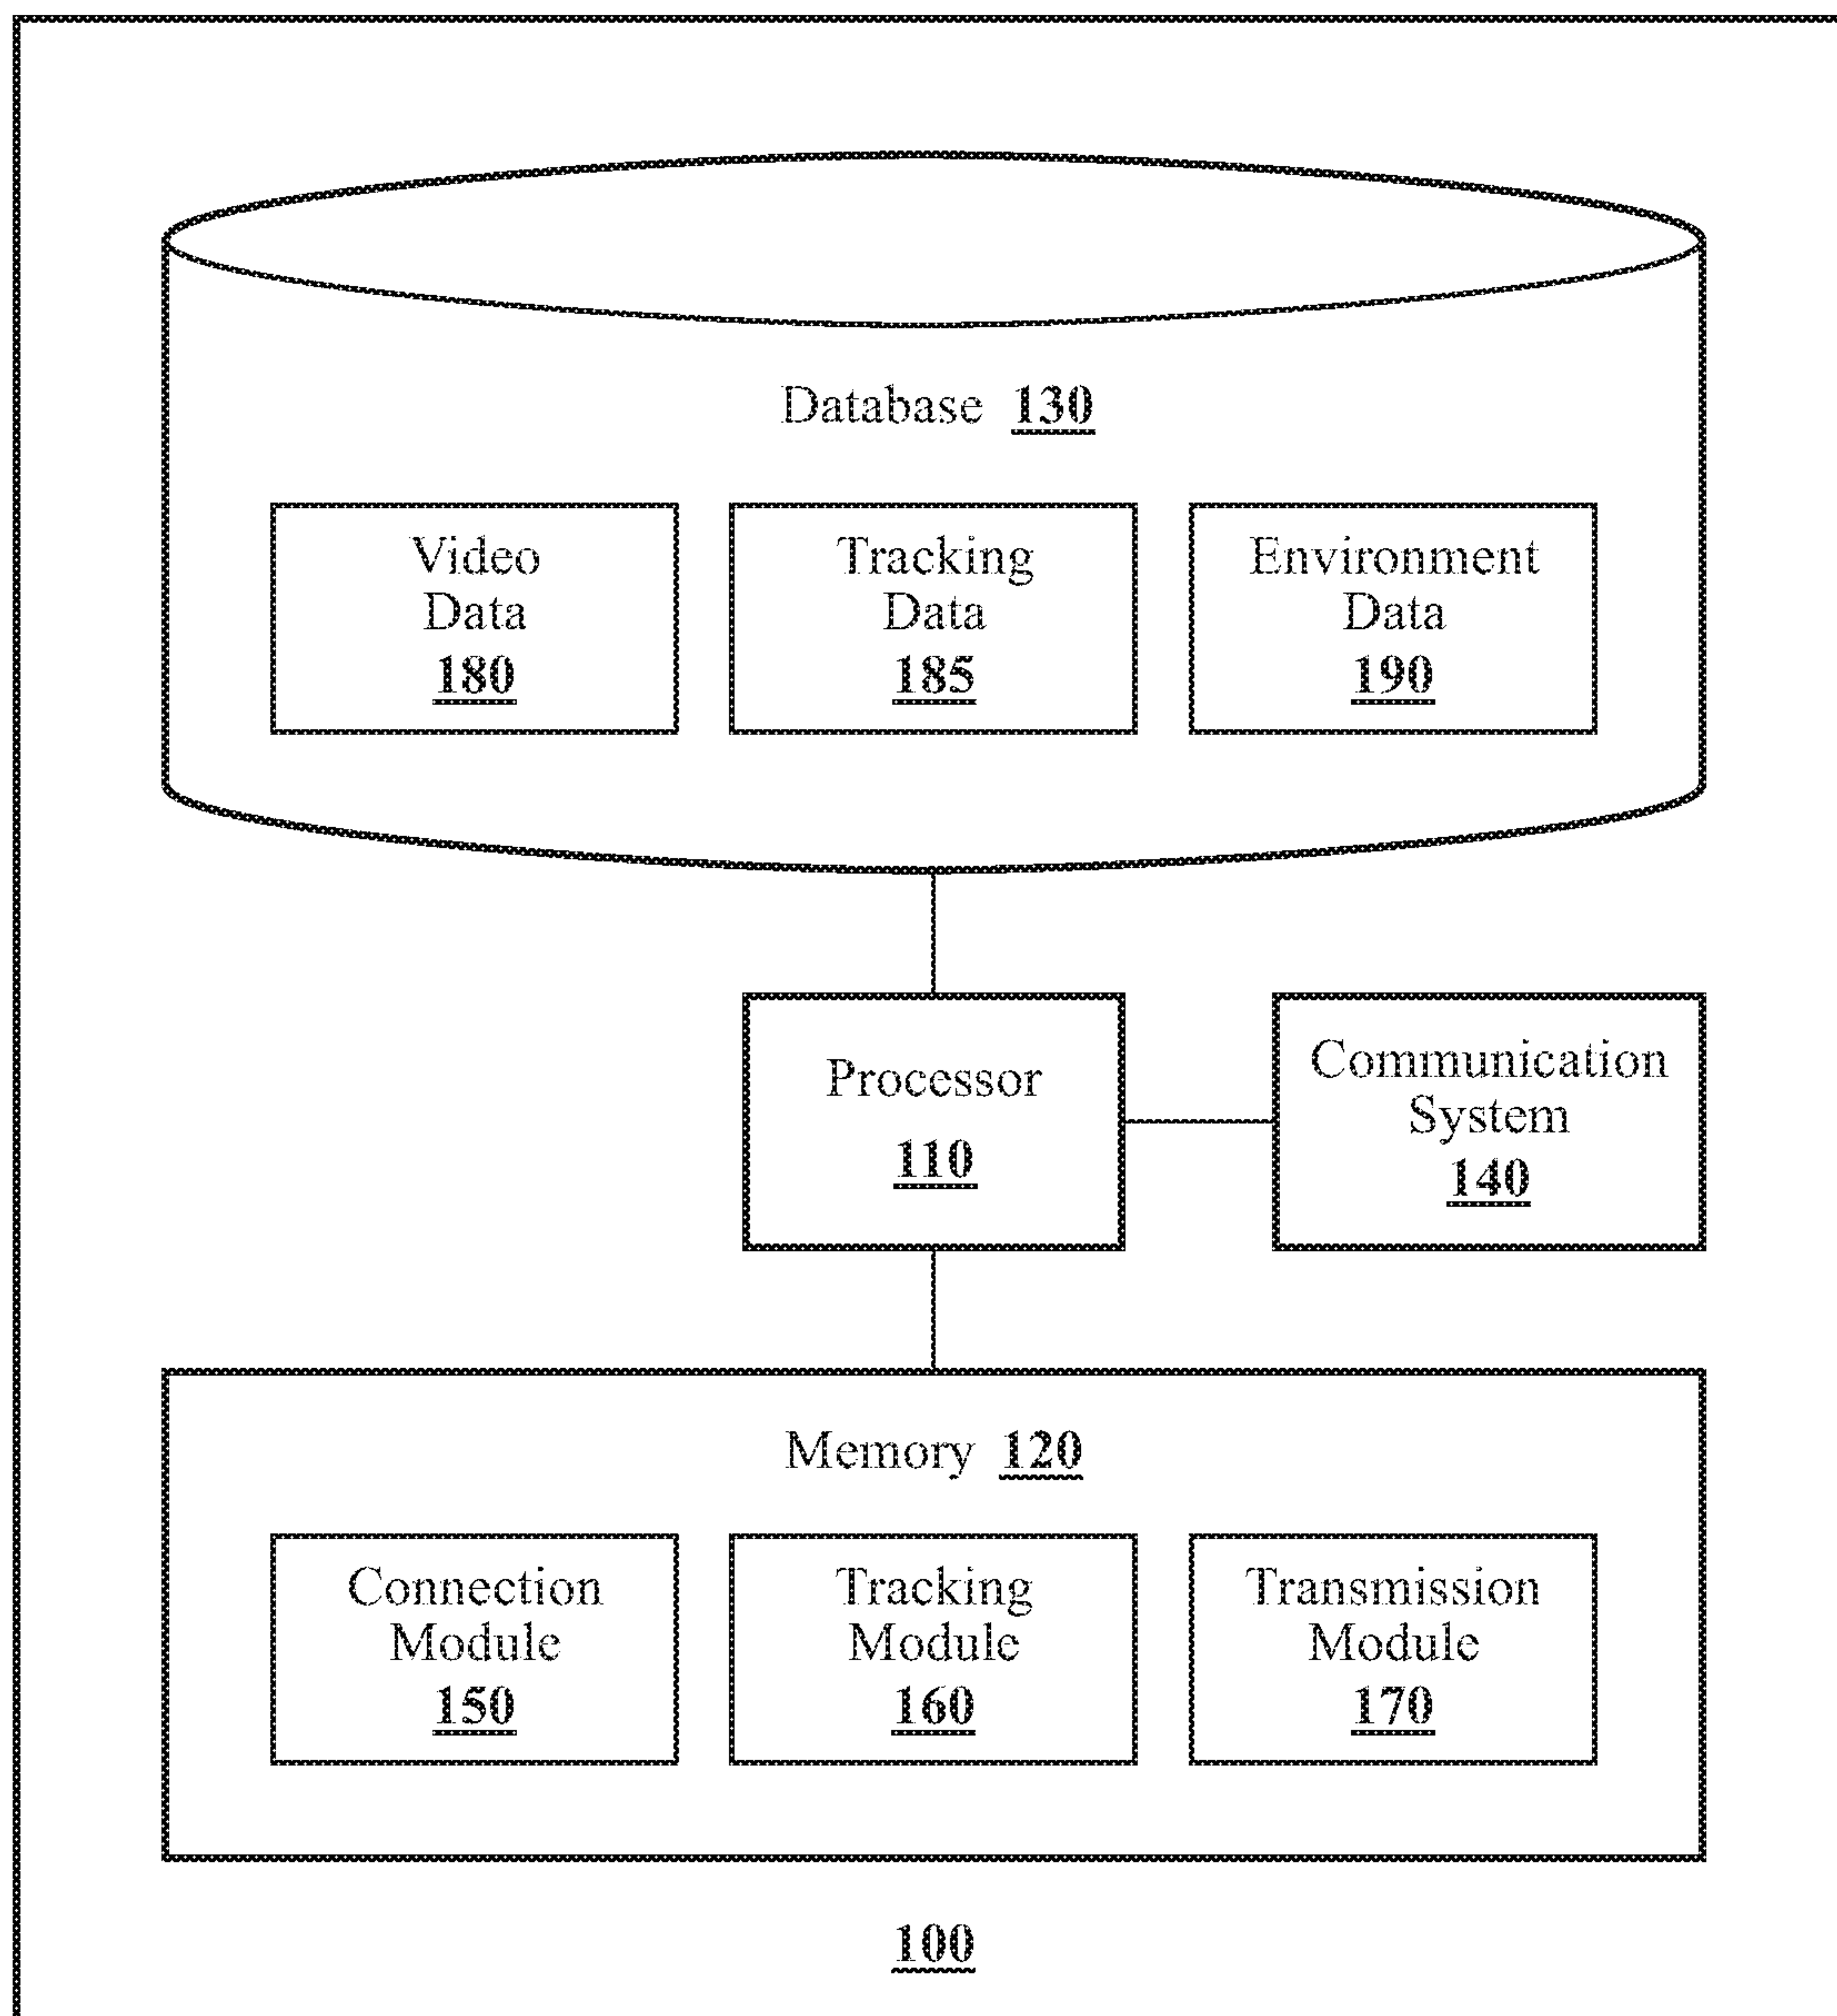 Database 130
Video
Data
180
Tracking
Data
185
Environment
Data
190
Processor
110
Communication
System
140
Memory 120
Connection
Module
150
Tracking
Module
160
Transmission
Module
170
100